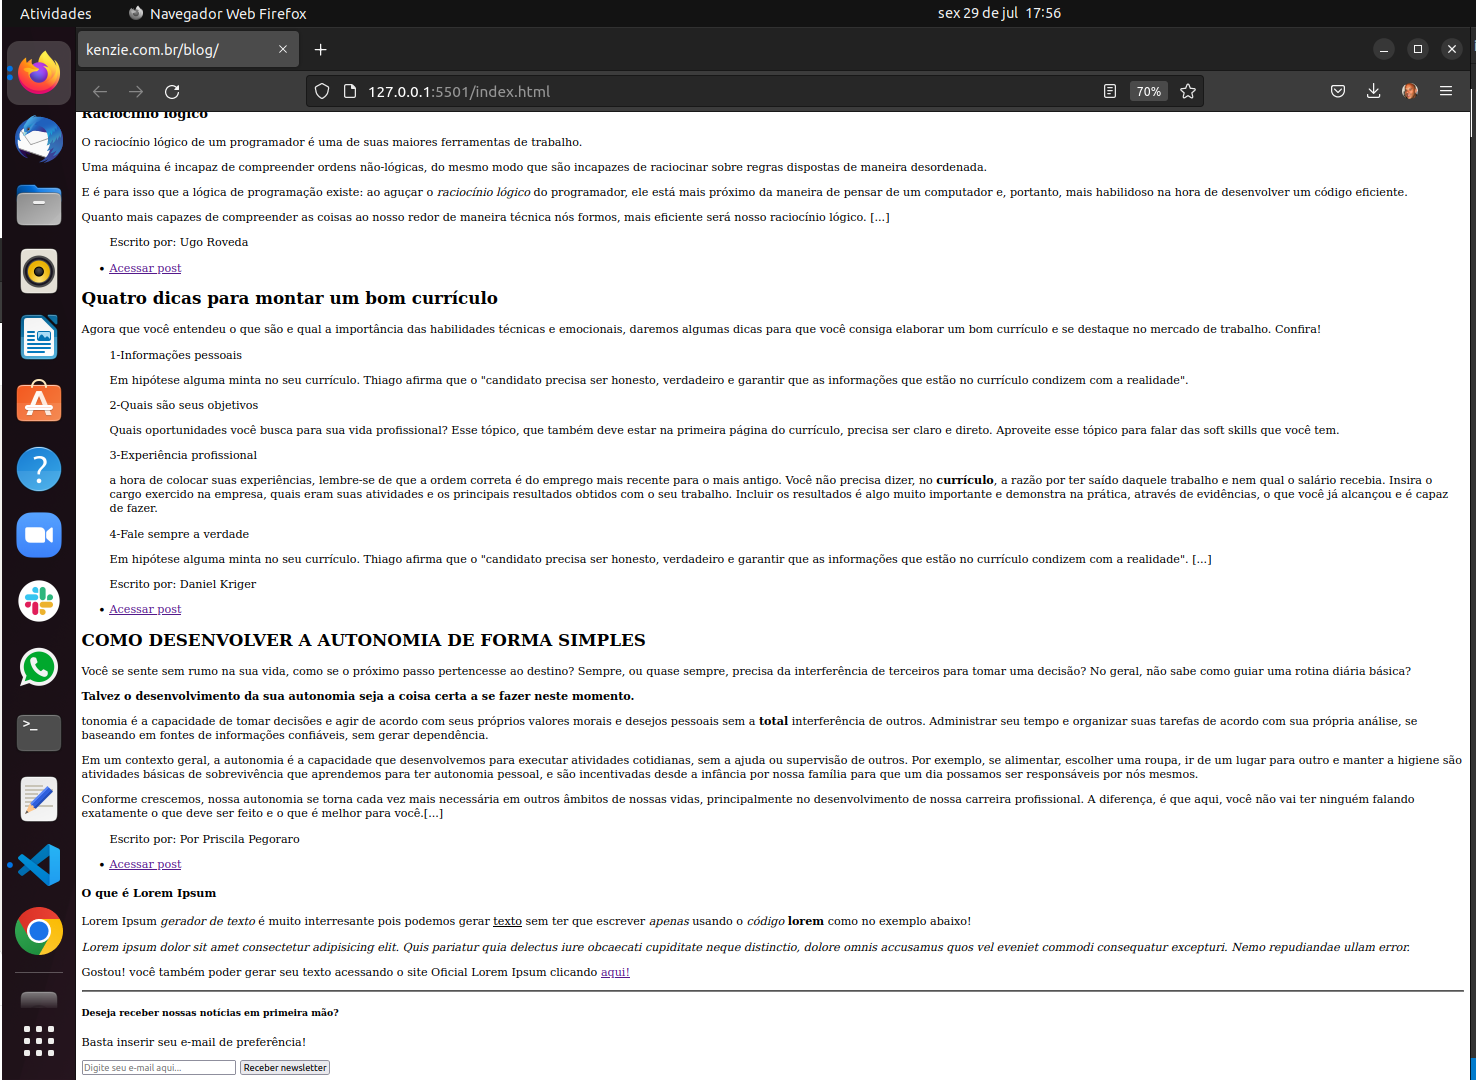 Atividades Navegador Web Firefox sex 29 de jul 17:56
kenzie.com.br/blog/
127.0.0.1:5501/index.html 70%
Raciocínio lógico
O raciocínio lógico de um programador é uma de suas maiores ferramentas de trabalho.
Uma máquina é incapaz de compreender ordens não-lógicas, do mesmo modo que são incapazes de raciocinar sobre regras dispostas de maneira desordenada.
E é para isso que a lógica de programação existe: ao aguçar o raciocínio lógico do programador, ele está mais próximo da maneira de pensar de um computador e, portanto, mais habilidoso na hora de desenvolver um código eficiente.
Quanto mais capazes de compreender as coisas ao nosso redor de maneira técnica nós formos, mais eficiente será nosso raciocínio lógico. [...]
Escrito por: Ugo Roveda
• Acessar post
Quatro dicas para montar um bom currículo
Agora que você entendeu o que são e qual a importância das habilidades técnicas e emocionais, daremos algumas dicas para que você consiga elaborar um bom currículo e se destaque no mercado de trabalho. Confira!
1-Informações pessoais
Em hipótese alguma minta no seu currículo. Thiago afirma que o "candidato precisa ser honesto, verdadeiro e garantir que as informações que estão no currículo condizem com a realidade".
2-Quais são seus objetivos
Quais oportunidades você busca para sua vida profissional? Esse tópico, que também deve estar na primeira página do currículo, precisa ser claro e direto. Aproveite esse tópico para falar das soft skills que você tem.
3-Experiência profissional
a hora de colocar suas experiências, lembre-se de que a ordem correta é do emprego mais recente para o mais antigo. Você não precisa dizer, no currículo, a razão por ter saído daquele trabalho e nem qual o salário recebia. Insira o
cargo exercido na empresa, quais eram suas atividades e os principais resultados obtidos com o seu trabalho. Incluir os resultados é algo muito importante e demonstra na prática, através de evidências, o que você já alcançou e é capaz
de fazer.
4-Fale sempre a verdade
Em hipótese alguma minta no seu currículo. Thiago afirma que o "candidato precisa ser honesto, verdadeiro e garantir que as informações que estão no currículo condizem com a realidade". [...]
Escrito por: Daniel Kriger
• Acessar post
COMO DESENVOLVER A AUTONOMIA DE FORMA SIMPLES
Você se sente sem rumo na sua vida, como se o próximo passo pertencesse ao destino? Sempre, ou quase sempre, precisa da interferência de terceiros para tomar uma decisão? No geral, não sabe como guiar uma rotina diária básica?
Talvez o desenvolvimento da sua autonomia seja a coisa certa a se fazer neste momento.
tonomia é a capacidade de tomar decisões e agir de acordo com seus próprios valores morais e desejos pessoais sem a total interferência de outros. Administrar seu tempo e organizar suas tarefas de acordo com sua própria análise, se
baseando em fontes de informações confiáveis, sem gerar dependência.
Em um contexto geral, a autonomia é a capacidade que desenvolvemos para executar atividades cotidianas, sem a ajuda ou supervisão de outros. Por exemplo, se alimentar, escolher uma roupa, ir de um lugar para outro e manter a higiene são
atividades básicas de sobrevivência que aprendemos para ter autonomia pessoal, e são incentivadas desde a infância por nossa família para que um dia possamos ser responsáveis por nós mesmos.
Conforme crescemos, nossa autonomia se torna cada vez mais necessária em outros âmbitos de nossas vidas, principalmente no desenvolvimento de nossa carreira profissional. A diferença, é que aqui, você não vai ter ninguém falando
exatamente o que deve ser feito e o que é melhor para você.[...]
Escrito por: Por Priscila Pegoraro
• Acessar post
O que é Lorem Ipsum
Lorem Ipsum gerador de texto é muito interresante pois podemos gerar texto sem ter que escrever apenas usando o código lorem como no exemplo abaixo!
Lorem ipsum dolor sit amet consectetur adipisicing elit. Quis pariatur quia delectus iure obcaecati cupiditate neque distinctio, dolore omnis accusamus quos vel eveniet commodi consequatur excepturi. Nemo repudiandae ullam error.
Gostou! você também poder gerar seu texto acessando o site Oficial Lorem Ipsum clicando aqui!
Deseja receber nossas notícias em primeira mão?
Basta inserir seu e-mail de preferência!
Digite seu e-mail aqui... Receber newsletter